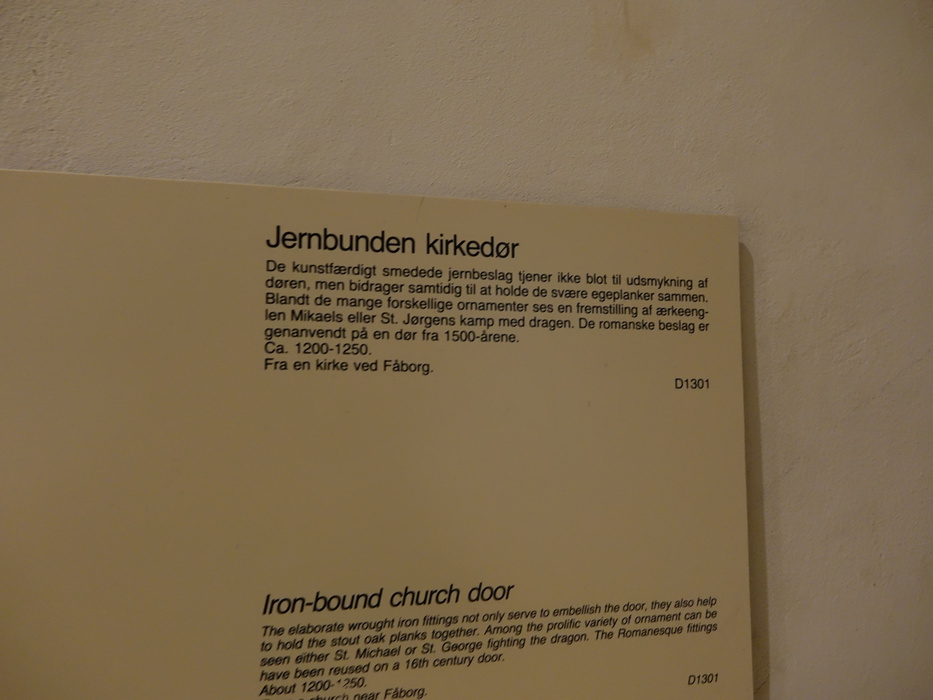 Jernbunden kirkedør
De kunstfærdigt smedede jernbeslag tjener ikke blot til udsmykning af
døren, men bidrager samtidig til at holde de svære egeplanker sammen.
Blandt de mange forskellige ornamenter ses en fremstilling af ærkeeng-
len Mikaels eller St. Jørgens kamp med dragen. De romanske beslag er
genanvendt på en dør fra 1500-årene.
Ca. 1200-1250.
Fra en kirke ved Fåborg.
D1301
Iron-bound church door
The elaborate wrought iron fittings not only serve to embellish the door, they also help
to hold the stout oak planks together. Among the prolific variety of ornament can be
seen either St. Michael or St. George fighting the dragon. The Romanesque fittings
have been reused on a 16th century door.
About 1200-1250.
church near Fåborg.
D1301